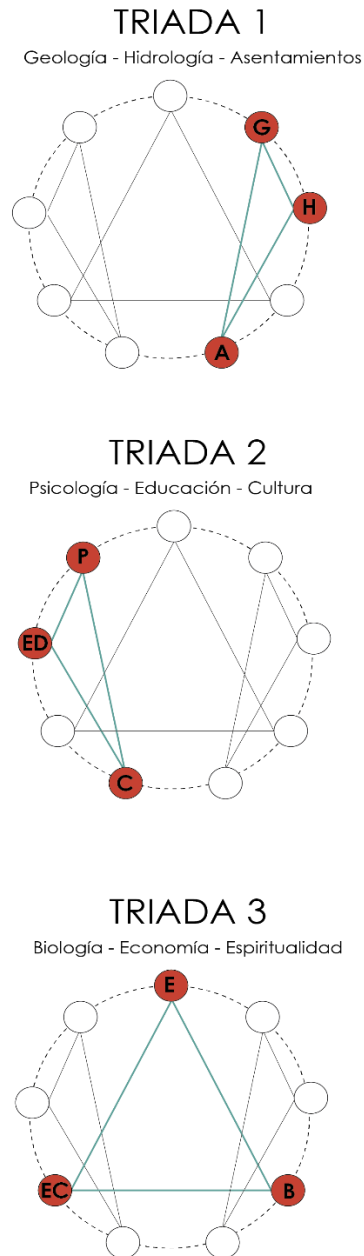 TRIADA 1
Geología - Hidrología - Asentamientos
G
H
A
TRIADA 2
Psicología - Educación - Cultura
P
ED
C
TRIADA 3
Biología - Economía - Espiritualidad
E
EC
B